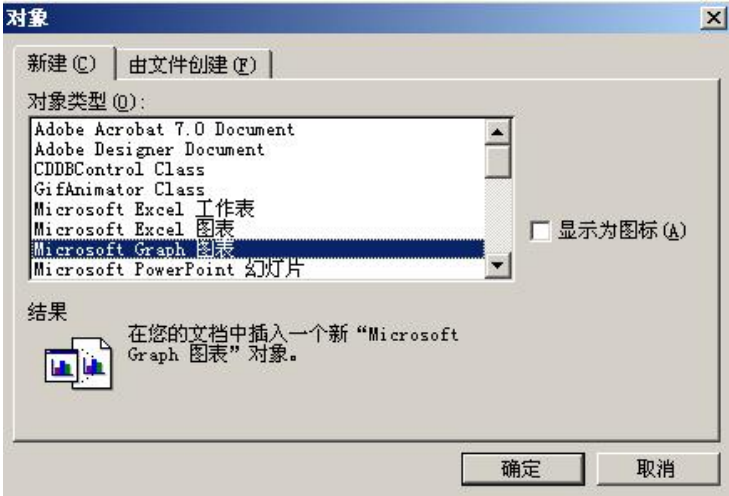 对象
新建(C)
由文件创建(F)
对象类型(O):
Adobe Acrobat 7.0 Document
Adobe Designer Document
CDDBControl Class
GifAnimator Class
Microsoft Excel 工作表
Microsoft Excel 图表
Microsoft Graph 图表
Microsoft PowerPoint 幻灯片
显示为图标(A)
结果
在您的文档中插入一个新“Microsoft
Graph 图表”对象。
确定
取消